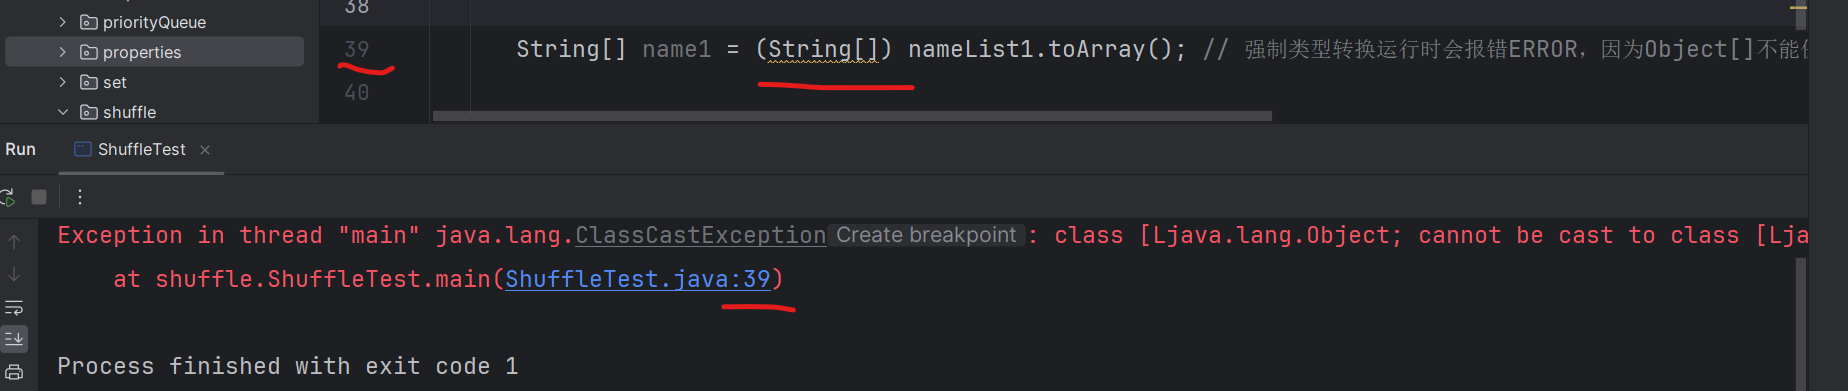 38
priorityQueue
properties
set
shuffle
39 String[] name1 = (String[]) nameList1.toArray(); // 强制类型转换运行时会报错ERROR，因为Object[]不能
40
Run ShuffleTest
Exception in thread "main" java.lang.ClassCastException Create breakpoint : class [Ljava.lang.Object; cannot be cast to class [Lja
at shuffle.ShuffleTest.main(ShuffleTest.java:39)
Process finished with exit code 1